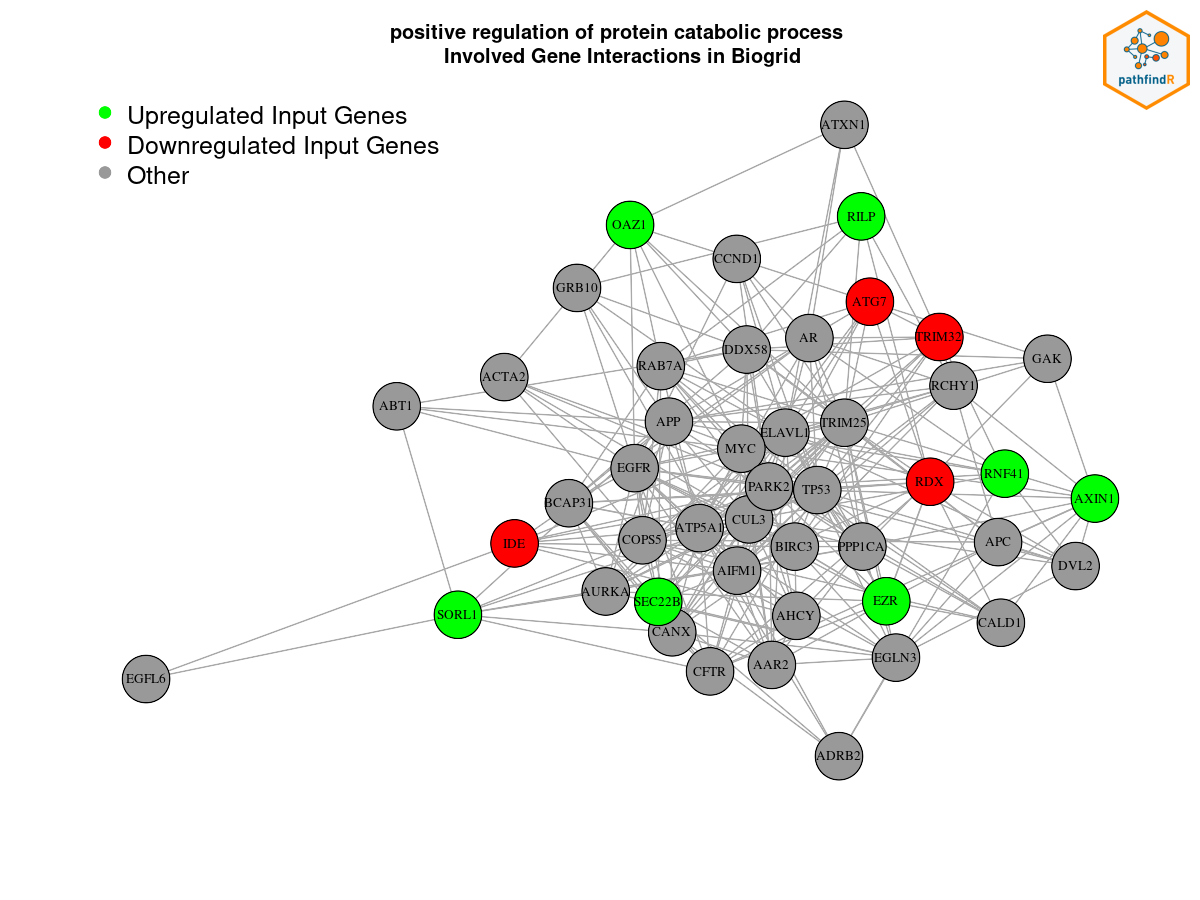 positive regulation of protein catabolic process
Involved Gene Interactions in Biogrid
pathfindR
Upregulated Input Genes
Downregulated Input Genes
Other
ATXN1
OAZ1
RILP
CCND1
GRB10
ATG7
TRIM32
AR
DDX58
GAK
RAB7A
ACTA2
RCHY1
ABT1
APP
TRIM25
ELAVL1
MYC
EGFR
RNF41
RDX
PARK2
TP53
AXIN1
BCAP31
CUL3
ATP5A1
COPS5
IDE
BIRC3
PPP1CA
APC
DVL2
AIFM1
AURKA
SEC22B
EZR
SORL1
AHCY
CALD1
CANX
EGLN3
AAR2
CFTR
EGFL6
ADRB2